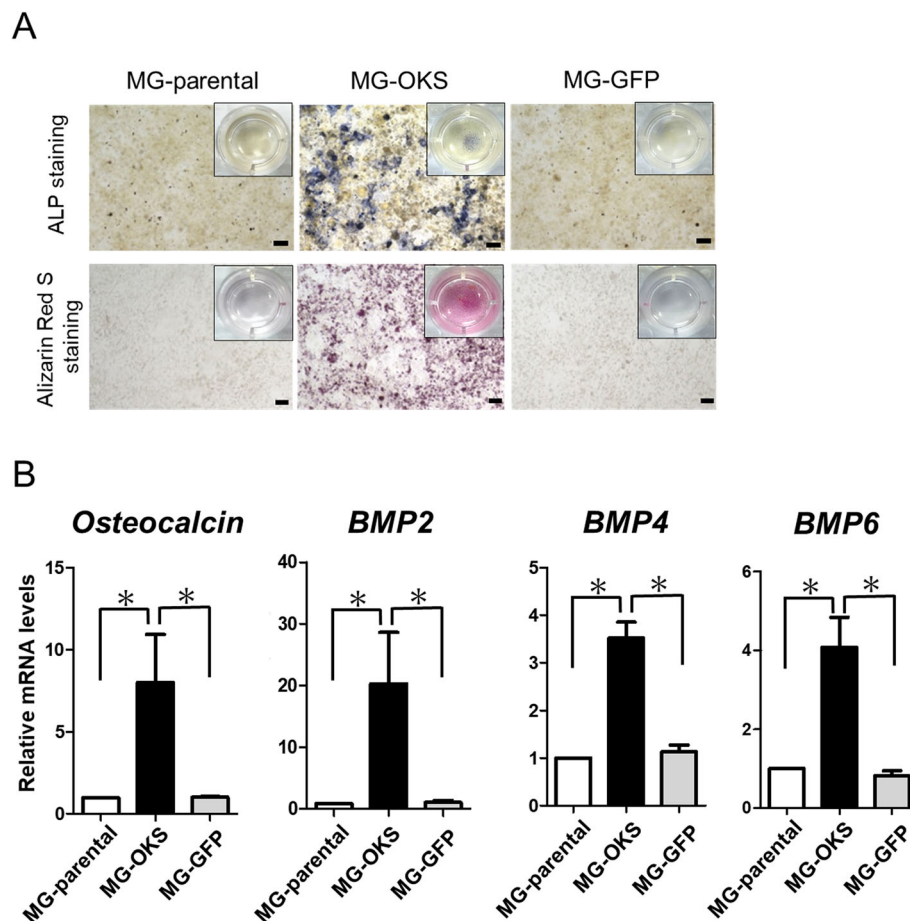 A
MG-parental MG-OKS MG-GFP
ALP staining
Alizarin Red S
staining
B
Osteocalcin BMP2 BMP4 BMP6
Relative mRNA levels
15
10
5
0
* *
MG-parental
MG-OKS
MG-GFP
40
30
20
10
0
* *
MG-parental
MG-OKS
MG-GFP
5
4
3
2
1
0
* *
MG-parental
MG-OKS
MG-GFP
6
4
2
0
* *
MG-parental
MG-OKS
MG-GFP